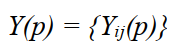 Y(p) = {Yij(p)}